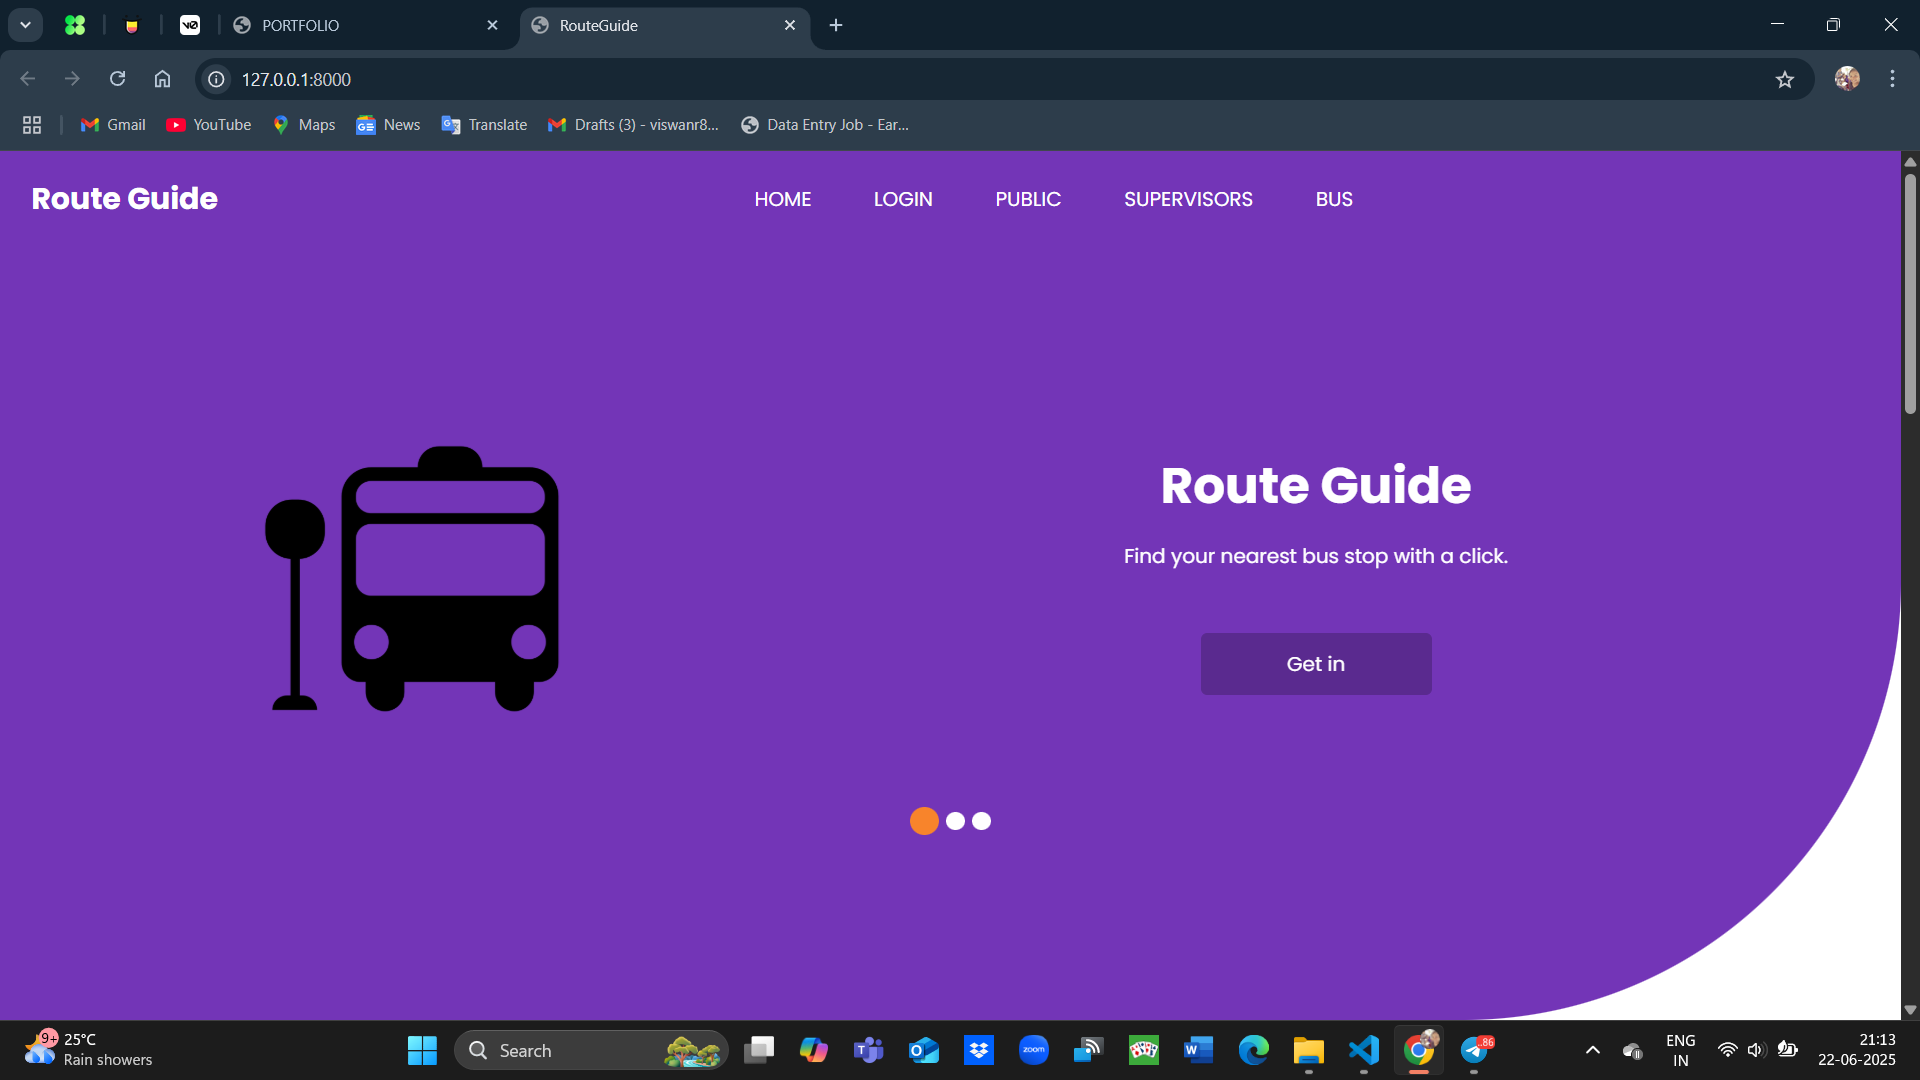 PORTFOLIO
RouteGuide
127.0.0.1:8000
Gmail
YouTube
Maps
News
Translate
Drafts (3) - viswanr8...
Data Entry Job - Ear...
Route Guide
HOME
LOGIN
PUBLIC
SUPERVISORS
BUS
Route Guide
Find your nearest bus stop with a click.
Get in
9+
25°C
Rain showers
Search
zoom
86
ENG
IN
21:13
22-06-2025